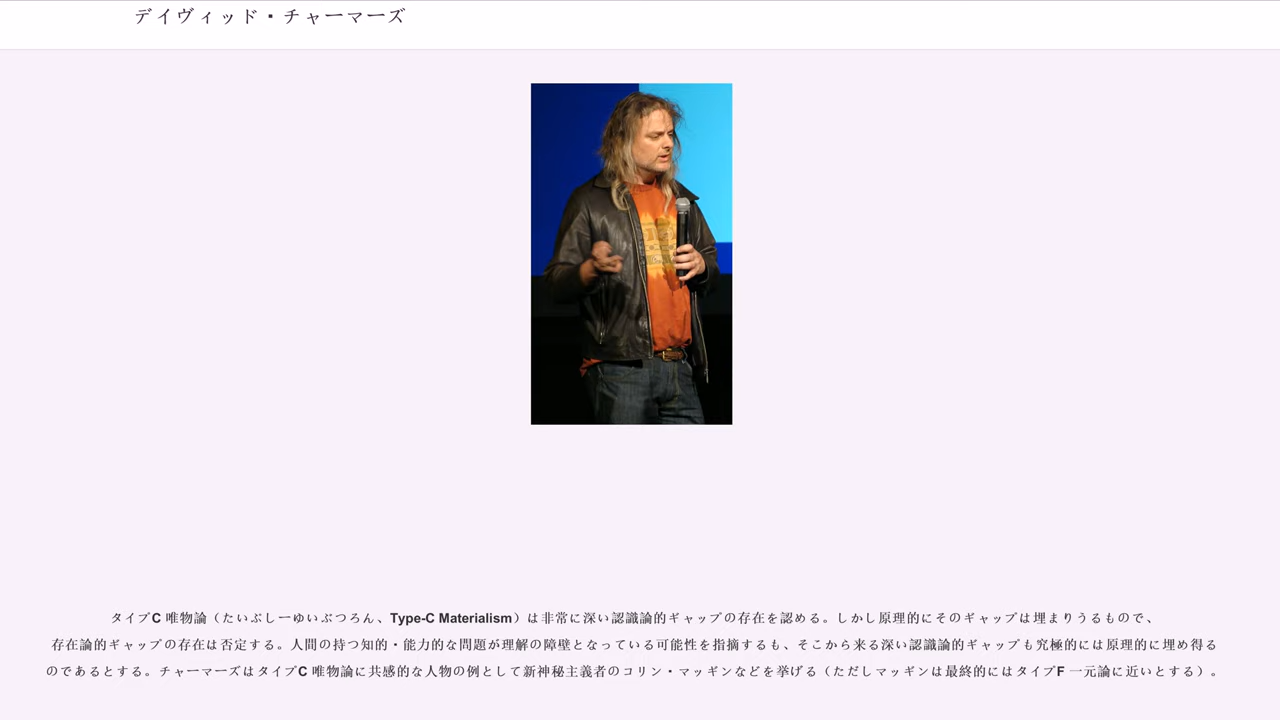 デイヴィッド・チャーマーズ
タイプC 唯物論（たいぶしーゆいぶつろん、Type-C Materialism）は非常に深い認識論的ギャップの存在を認める。しかし原理的にそのギャップは埋まりうるもので、
存在論的ギャップの存在は否定する。人間の持つ知的・能力的な問題が理解の障壁となっている可能性を指摘するも、そこから来る深い認識論的ギャップも究極的には原理的に埋め得る
のであるとする。チャーマーズはタイプC 唯物論に共感的な人物の例として新神秘主義者のコリン・マッギンなどを挙げる（ただしマッギンは最終的にはタイプF 一元論に近いとする）。